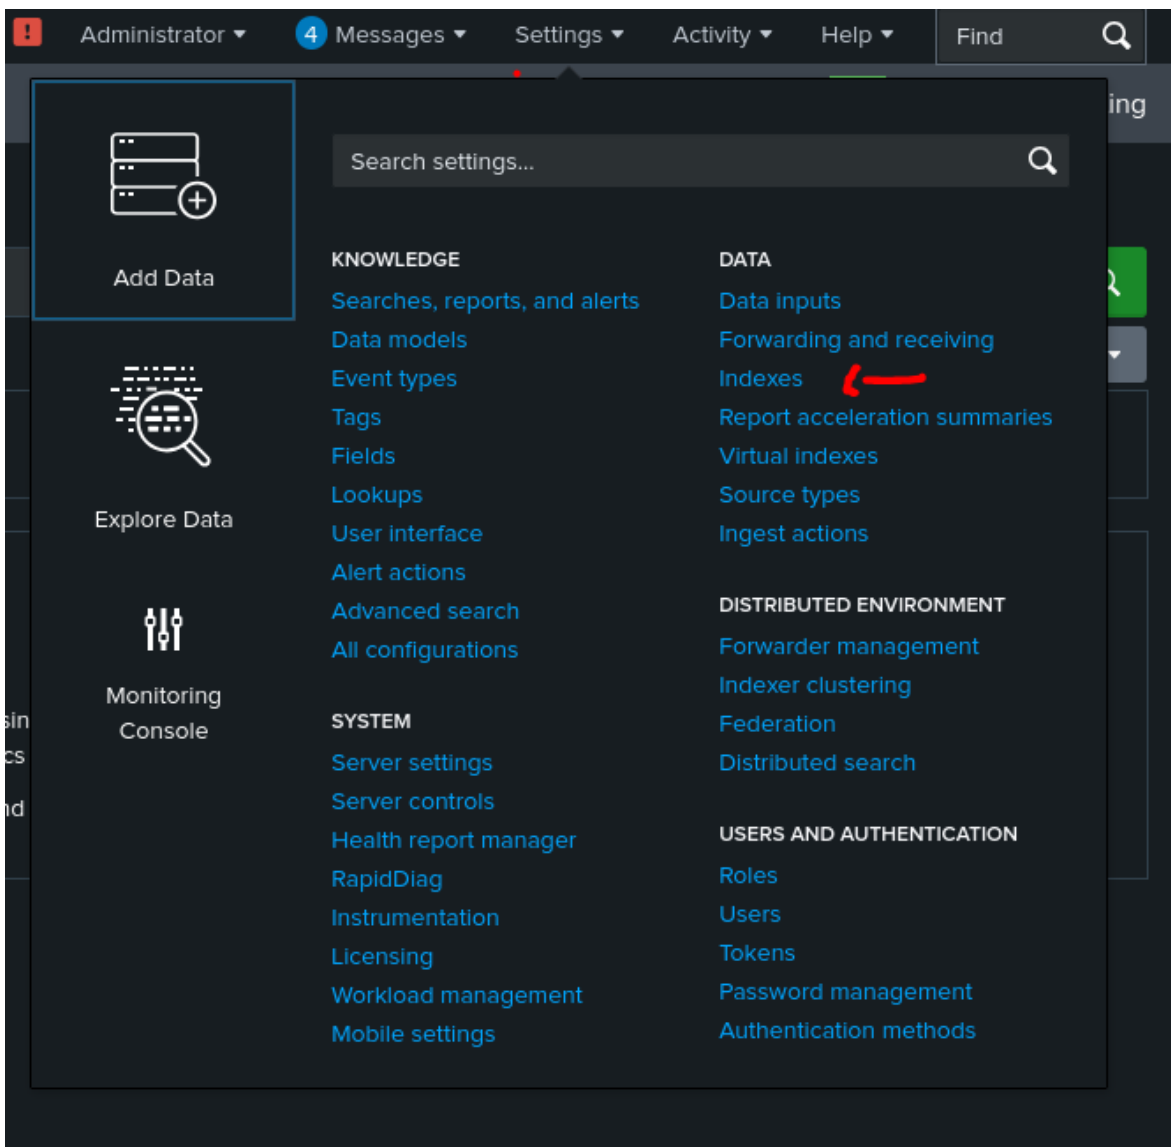 ! Administrator 4 Messages Settings Activity Help Find
ing
Search settings...
Add Data
Explore Data
Monitoring
Console
KNOWLEDGE
Searches, reports, and alerts
Data models
Event types
Tags
Fields
Lookups
User interface
Alert actions
Advanced search
All configurations
SYSTEM
Server settings
Server controls
Health report manager
RapidDiag
Instrumentation
Licensing
Workload management
Mobile settings
DATA
Data inputs
Forwarding and receiving
Indexes
Report acceleration summaries
Virtual indexes
Source types
Ingest actions
DISTRIBUTED ENVIRONMENT
Forwarder management
Indexer clustering
Federation
Distributed search
USERS AND AUTHENTICATION
Roles
Users
Tokens
Password management
Authentication methods